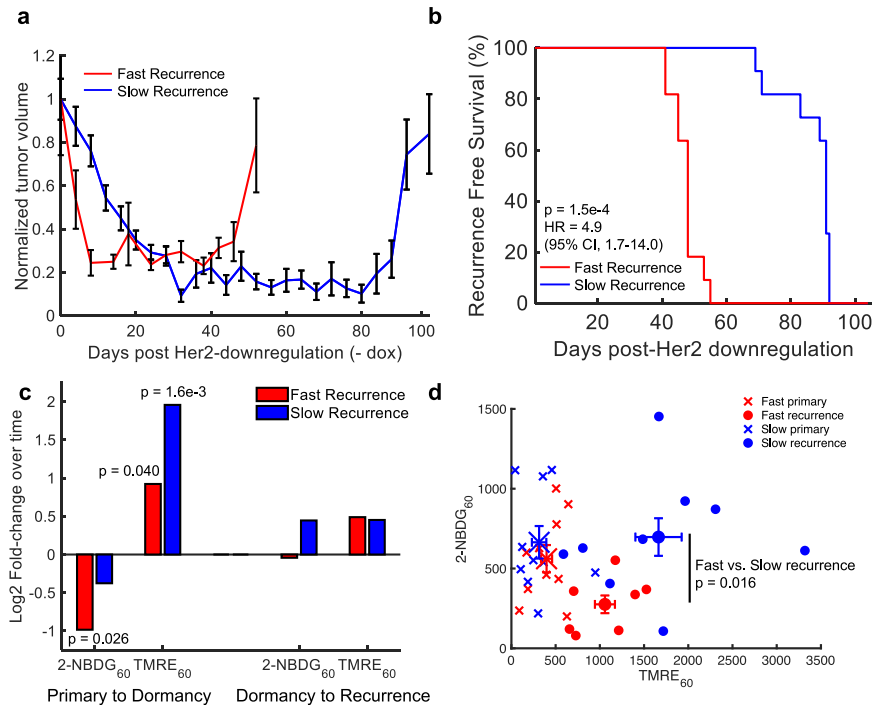 a
1.2
1
0.8
0.6
0.4
0.2
0
Normalized tumor volume
Fast Recurrence
Slow Recurrence
0 20 40 60 80 100
Days post Her2-downregulation (- dox)
b
100
80
60
40
20
0
Recurrence Free Survival (%)
p = 1.5e-4
HR = 4.9
(95% CI, 1.7-14.0)
Fast Recurrence
Slow Recurrence
20 40 60 80 100
Days post-Her2 downregulation
c
2
1.5
1
0.5
0
-0.5
-1
Log2 Fold-change over time
p = 1.6e-3
p = 0.040
p = 0.026
Fast Recurrence
Slow Recurrence
2-NBDG60 TMRE60 2-NBDG60 TMRE60
Primary to Dormancy Dormancy to Recurrence
d
Fast primary
Fast recurrence
Slow primary
Slow recurrence
1500
1000
500
0
2-NBDG60
Fast vs. Slow recurrence
p = 0.016
0 500 1000 1500 2000 2500 3000 3500
TMRE60